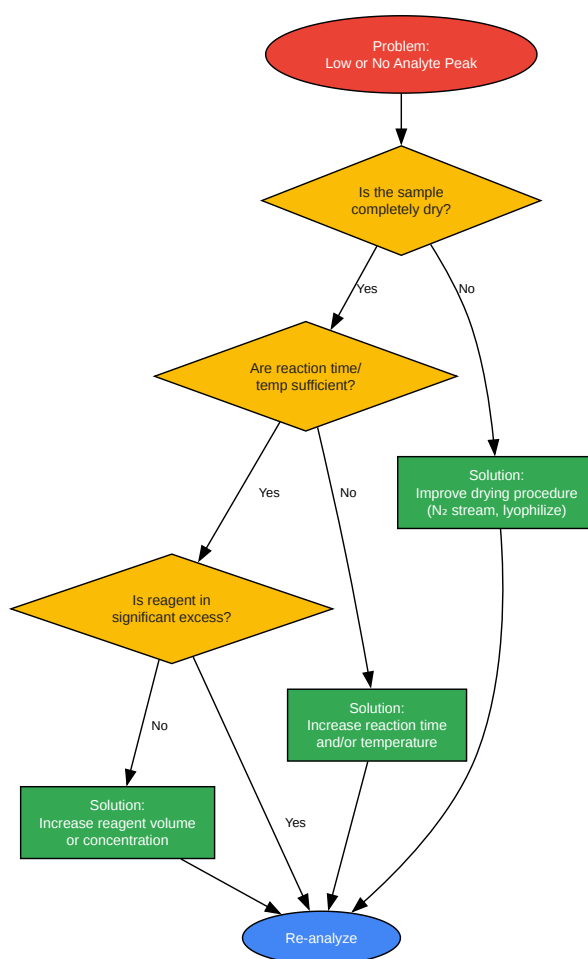 Problem:
Low or No Analyte Peak
Is the sample
completely dry?
Yes
No
Are reaction time/
temp sufficient?
Solution:
Improve drying procedure
(N₂ stream, lyophilize)
Yes
No
Is reagent in
significant excess?
Solution:
Increase reaction time
and/or temperature
No
Yes
Solution:
Increase reagent volume
or concentration
Re-analyze